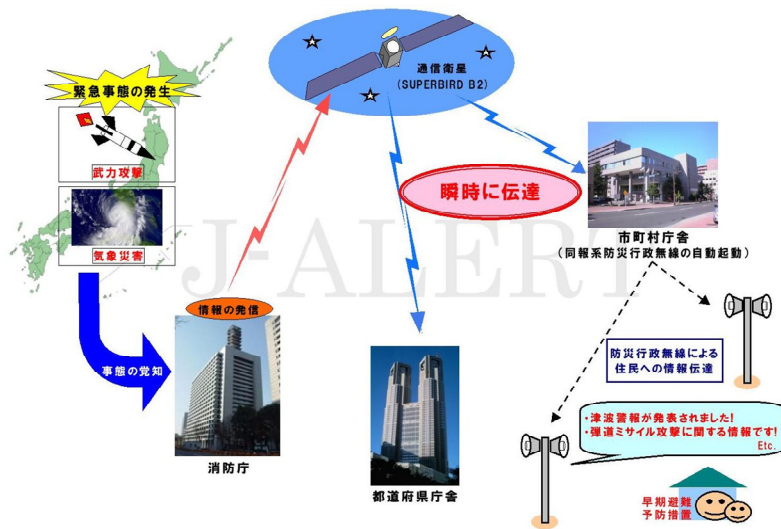 緊急事態の発生
武力攻撃
気象災害
事態の覚知
情報の発信
消防庁
通信衛星
(SUPERBIRD B2)
瞬時に伝達
J-ALERT
都道府県庁舎
市町村庁舎
(同報系防災行政無線の自動起動)
防災行政無線による
住民への情報伝達
・津波警報が発表されました!
・弾道ミサイル攻撃に関する情報です!
Etc.
早期避難
予防措置